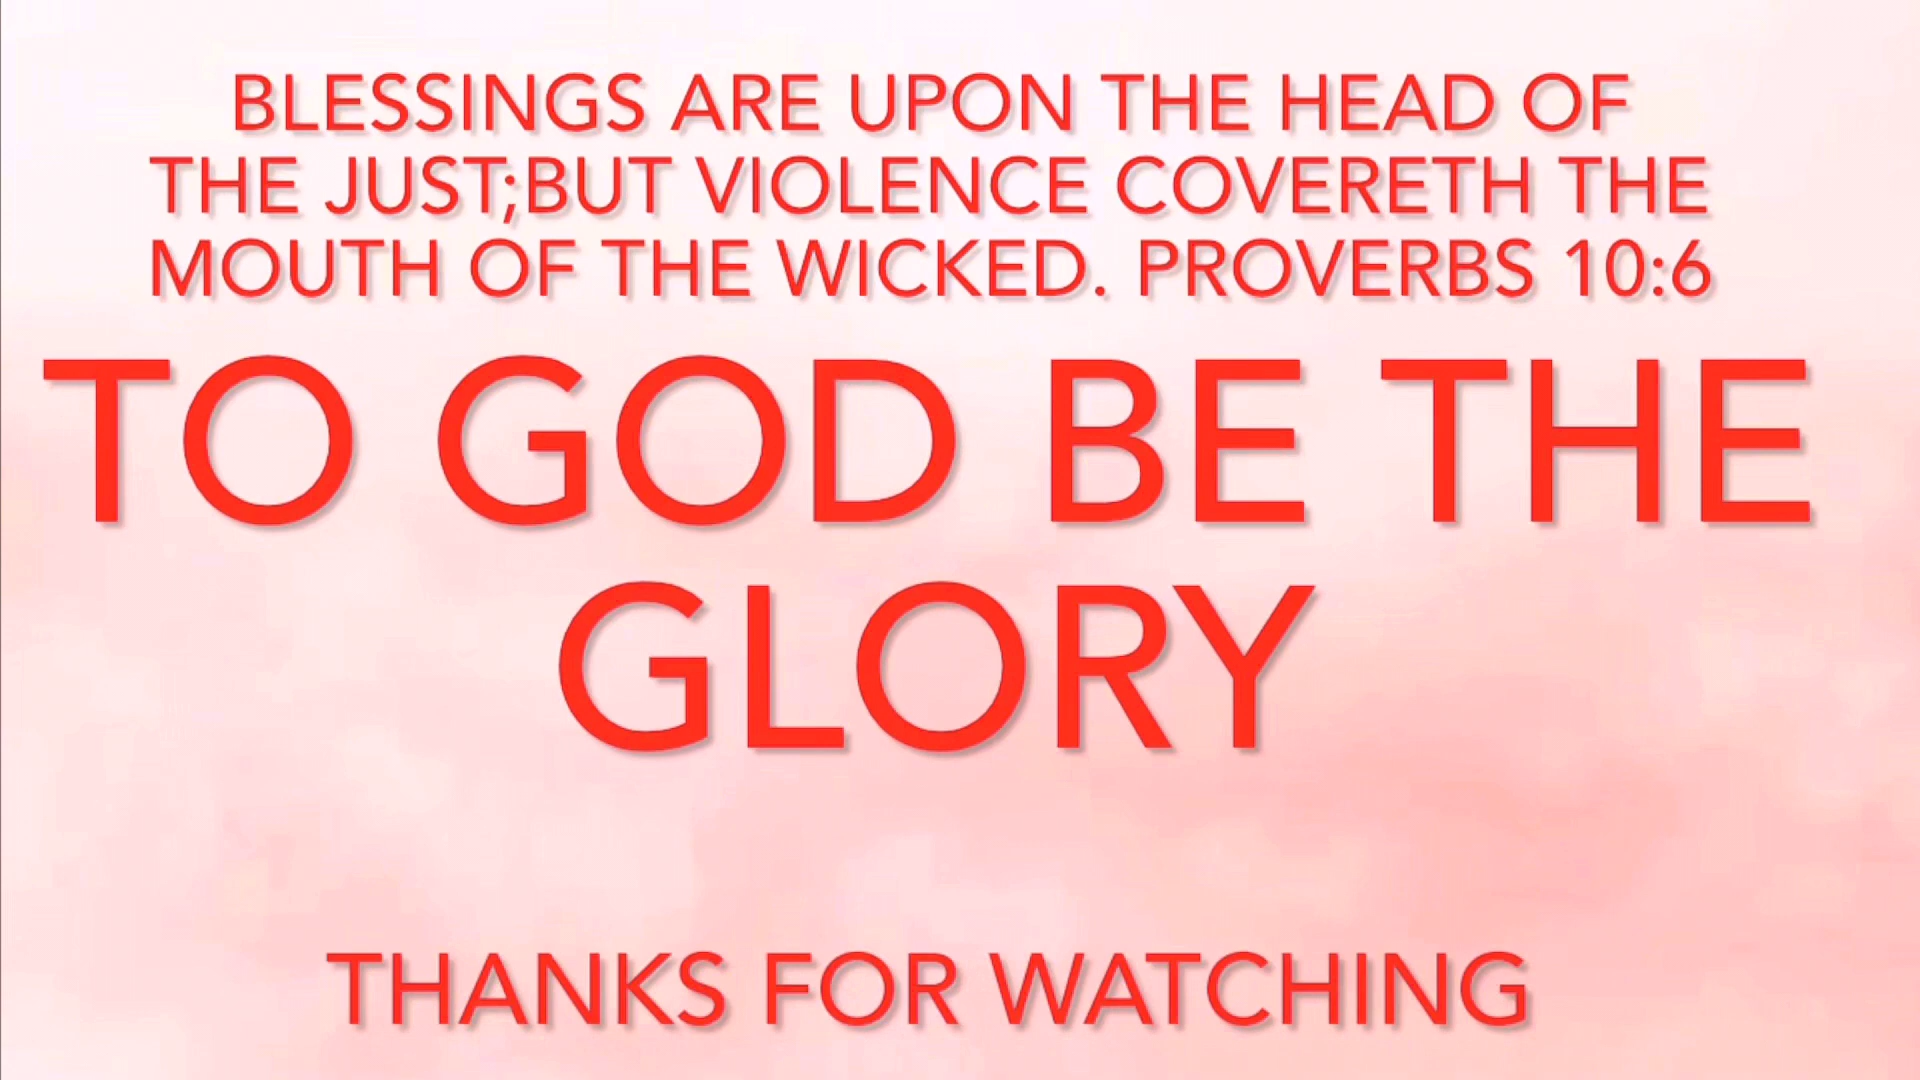 BLESSINGS ARE UPON THE HEAD OF
THE JUST;BUT VIOLENCE COVERETH THE
MOUTH OF THE WICKED. PROVERBS 10:6
TO GOD BE THE
GLORY
THANKS FOR WATCHING